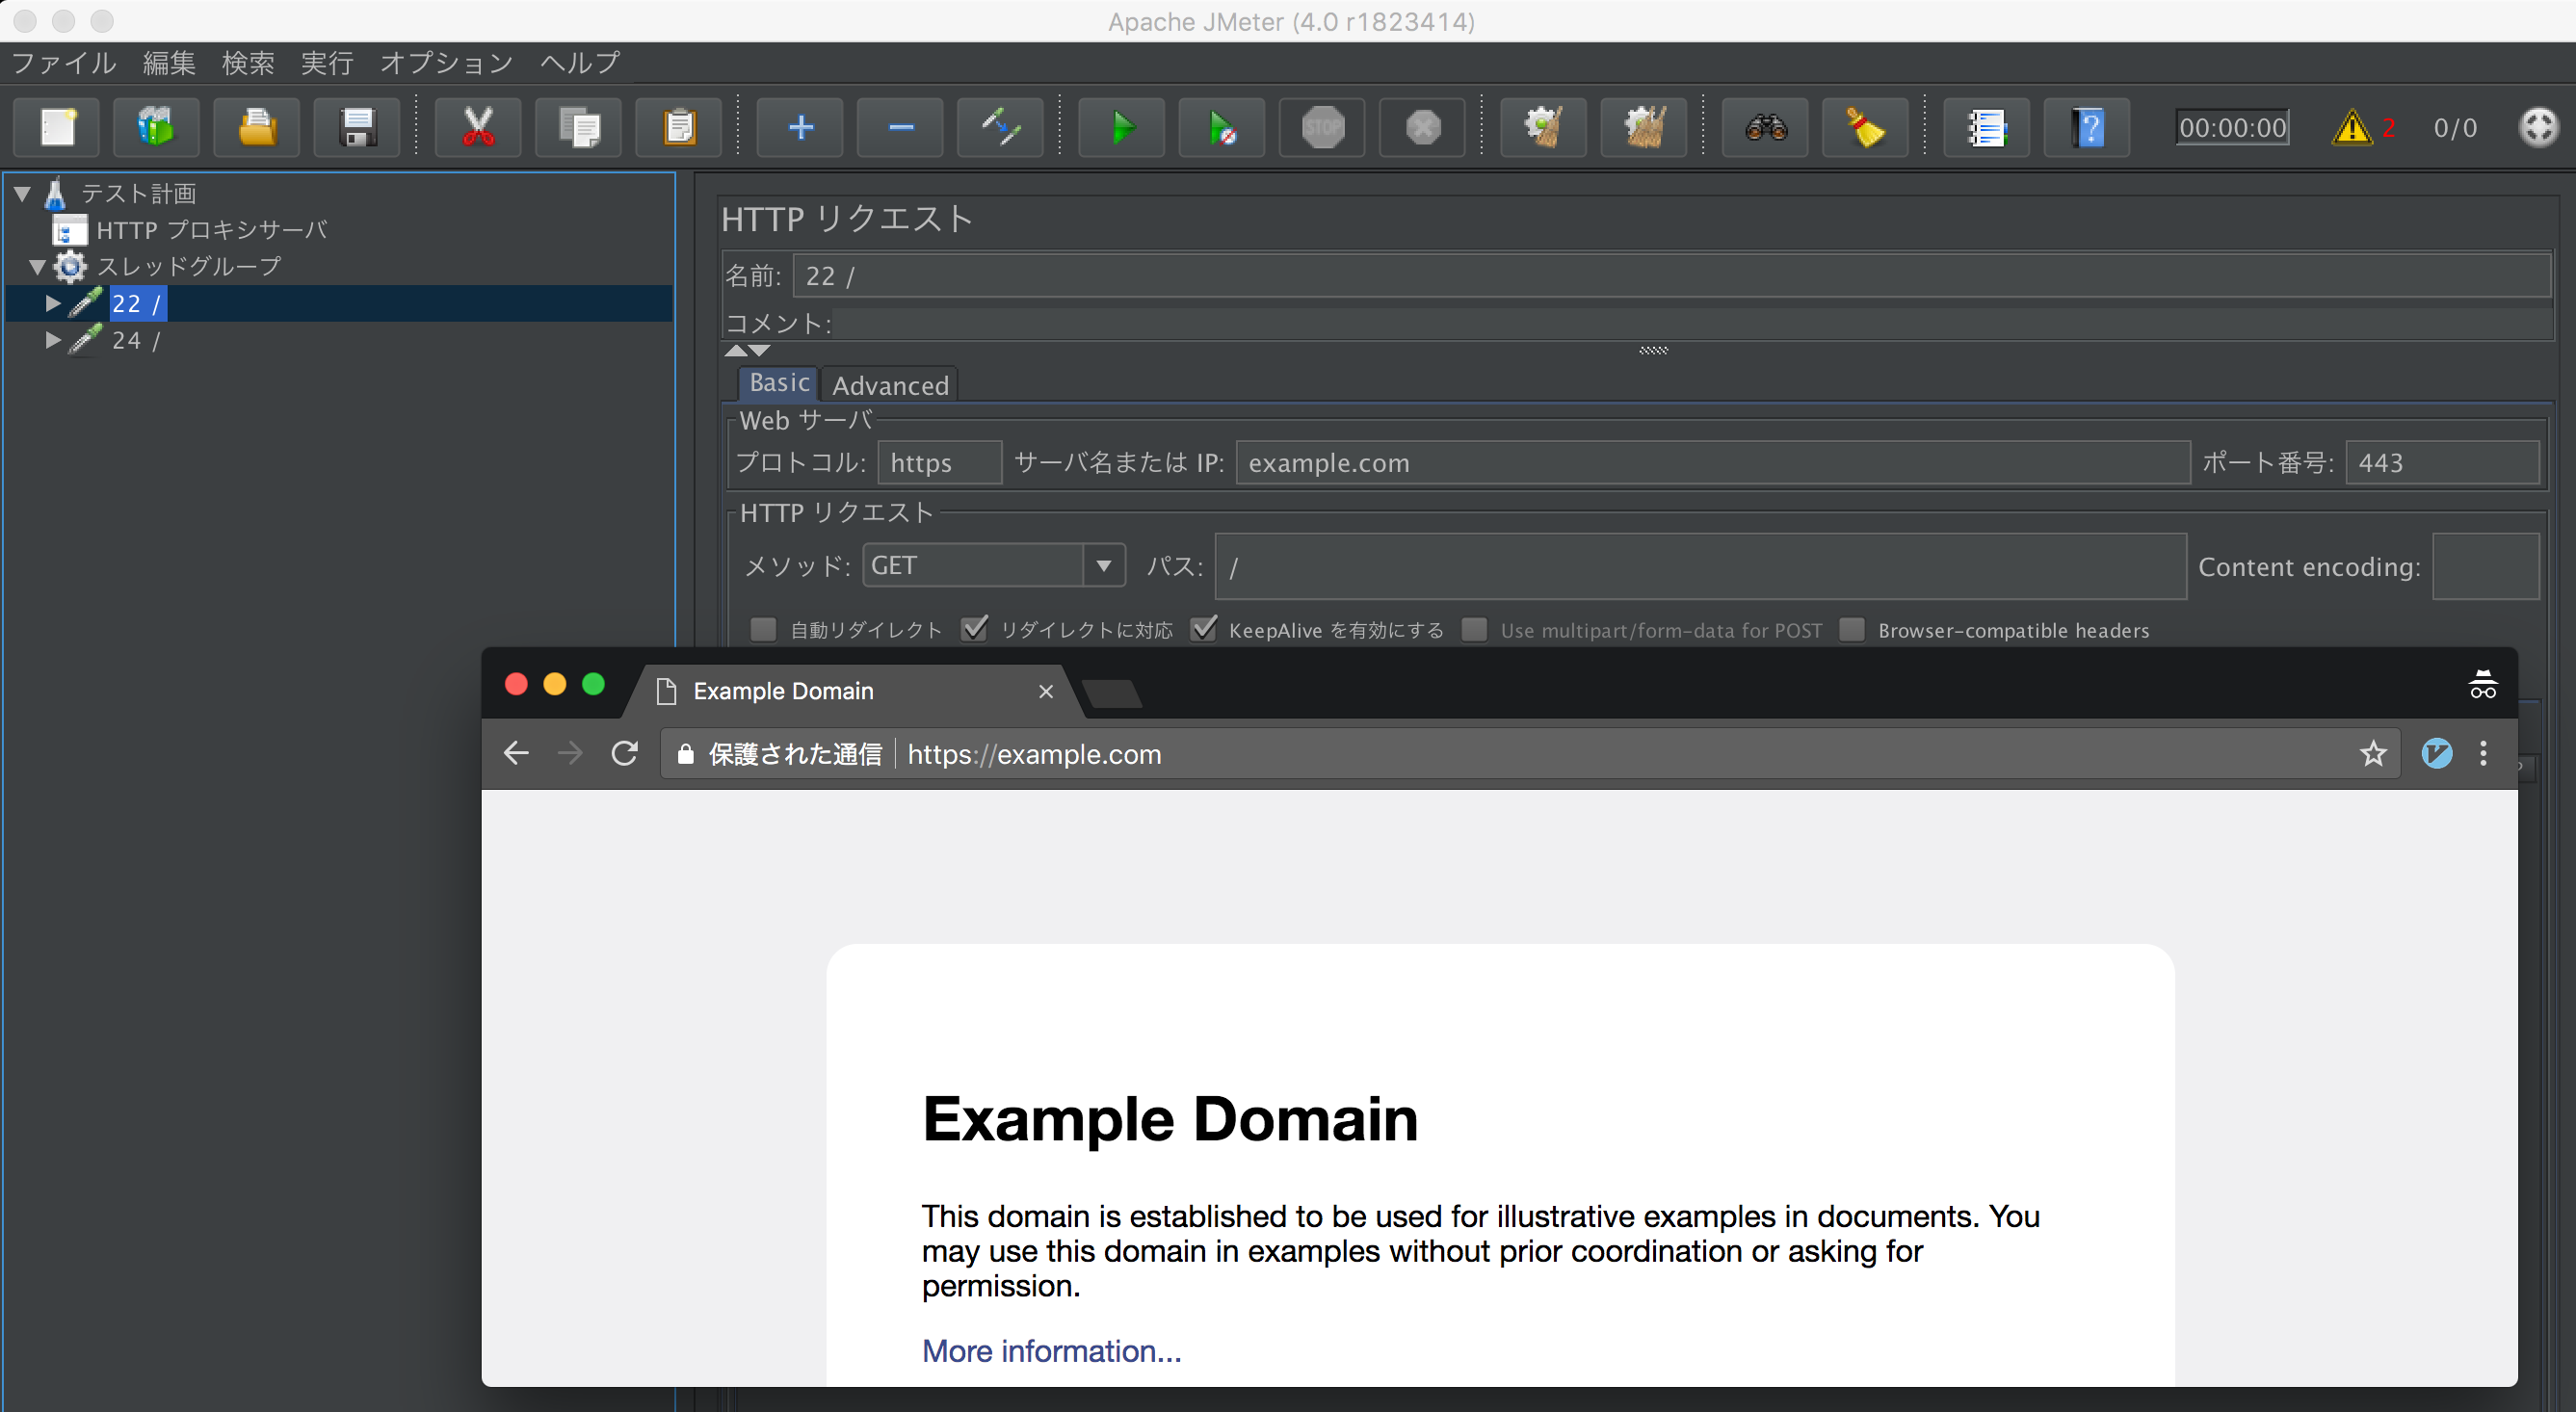 Apache JMeter (4.0 r1823414)
ファイル 編集 検索 実行 オプション ヘルプ
STOP
00:00:00 2 0/0
テスト計画
HTTP プロキシサーバ
スレッドグループ
22 /
24 /
HTTP リクエスト
名前: 22 /
コメント:
Basic Advanced
Web サーバ
プロトコル: https サーバ名または IP: example.com ポート番号: 443
HTTP リクエスト
メソッド: GET パス: / Content encoding:
自動リダイレクト リダイレクトに対応 KeepAlive を有効にする Use multipart/form-data for POST Browser-compatible headers
Example Domain
保護された通信 https://example.com
Example Domain
This domain is established to be used for illustrative examples in documents. You
may use this domain in examples without prior coordination or asking for
permission.
More information...